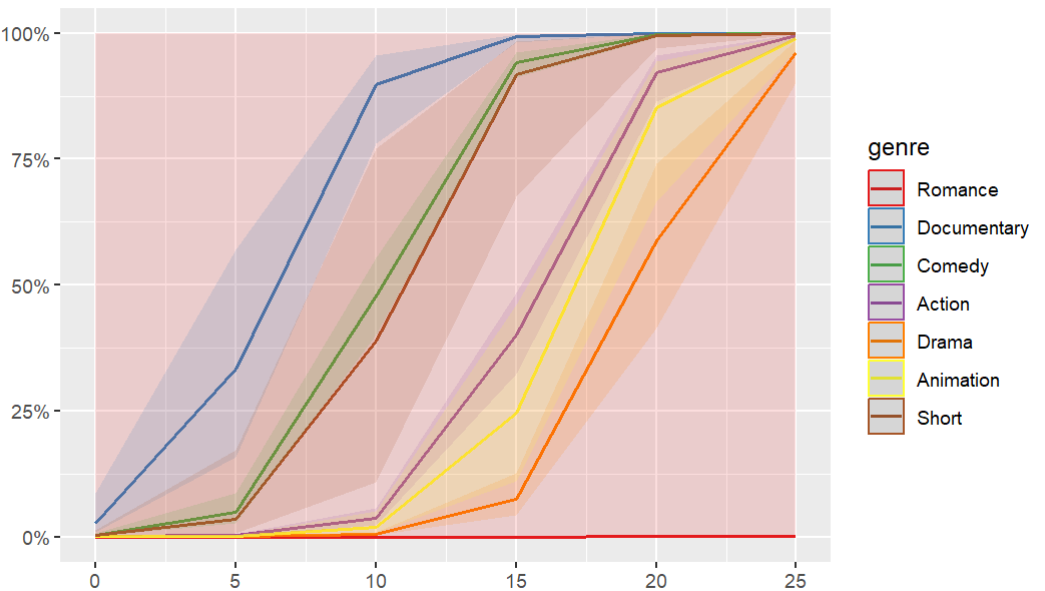 100%
75%
50%
25%
0%
0 5 10 15 20 25
genre
Romance
Documentary
Comedy
Action
Drama
Animation
Short